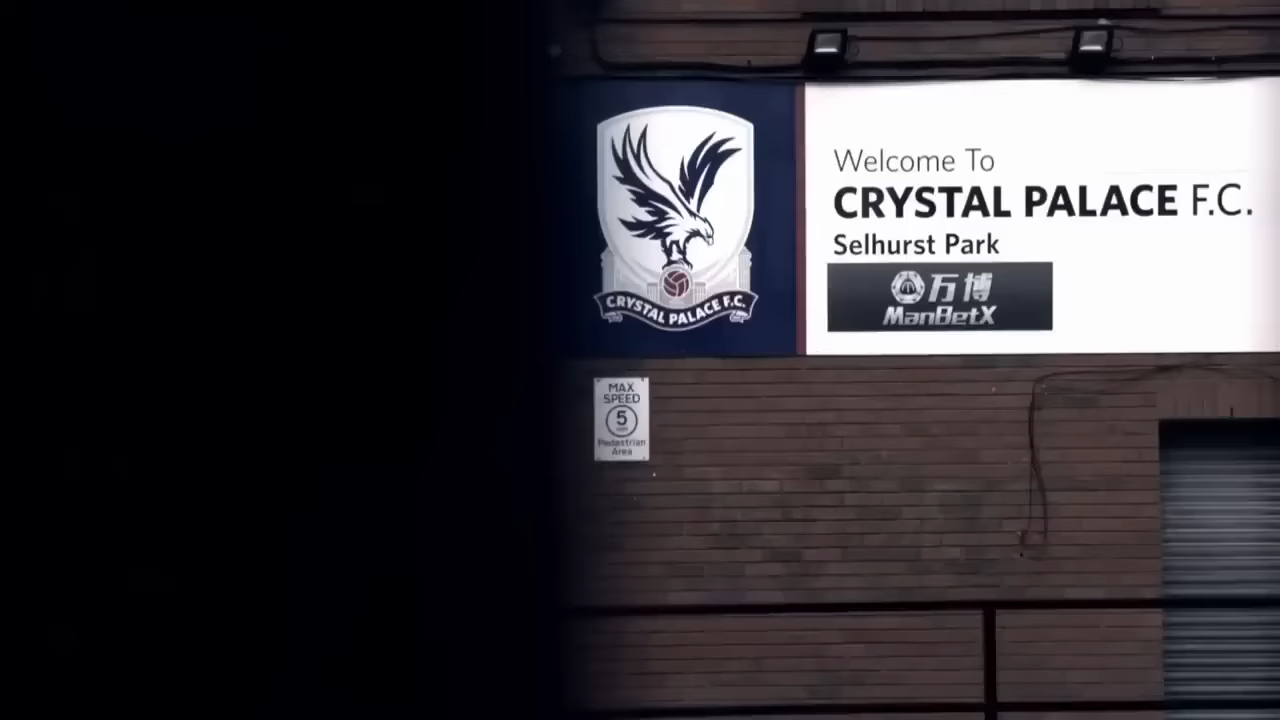 Welcome To
CRYSTAL PALACE F.C.
Selhurst Park
万博
ManBetX
CRYSTAL PALACE F.C.
MAX
SPEED
5
Pedestrian
Area